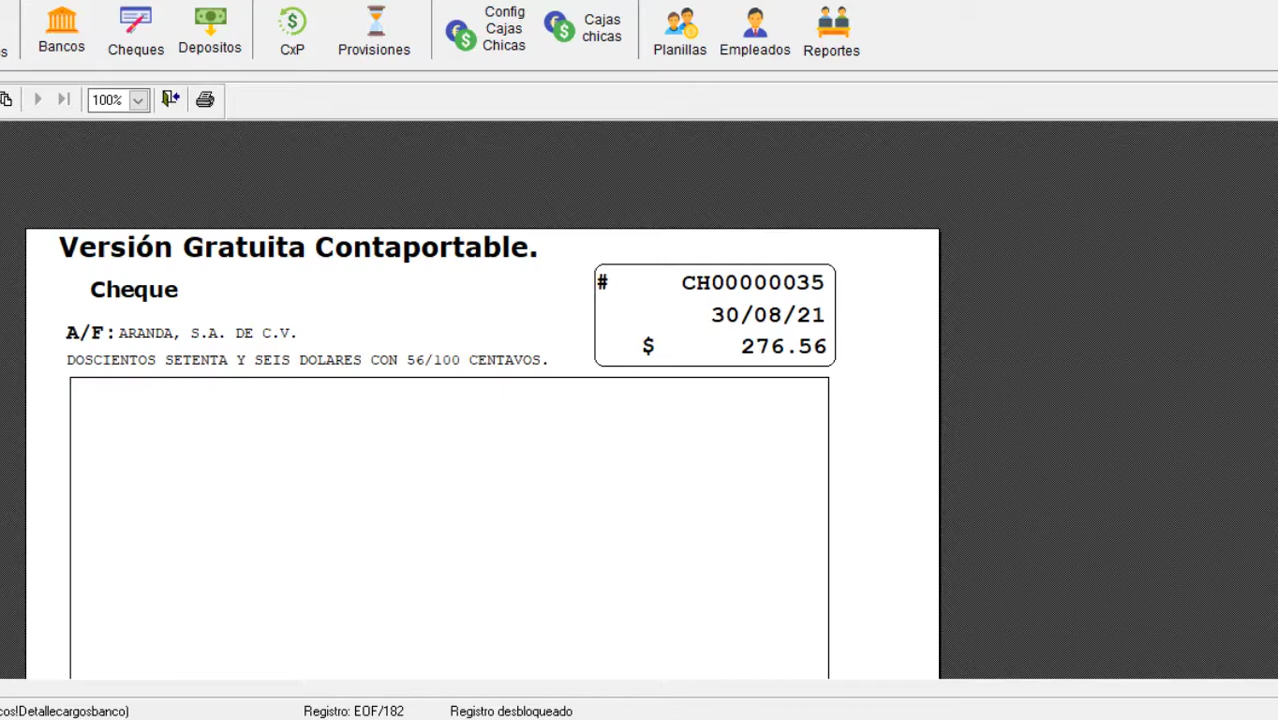 Bancos
Cheques
Depositos
CxP
Provisiones
Config
Cajas
Chicas
Cajas
chicas
Planillas
Empleados
Reportes
100%
Versión Gratuita Contaportable.
Cheque
# CH00000035
30/08/21
$ 276.56
A/F: ARANDA, S.A. DE C.V.
DOSCIENTOS SETENTA Y SEIS DOLARES CON 56/100 CENTAVOS.
cos!Detallecargosbanco) Registro: EOF/182 Registro desbloqueado